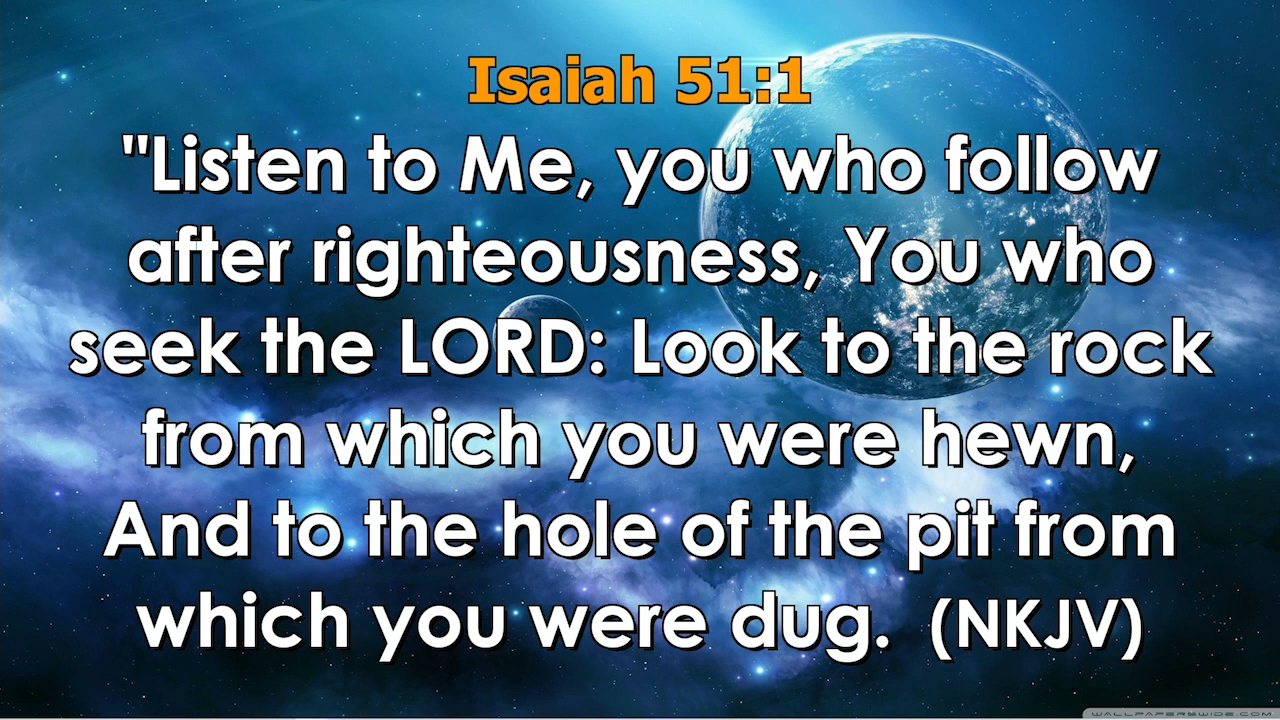 Isaiah 51:1
"Listen to Me, you who follow
after righteousness, You who
seek the LORD: Look to the rock
from which you were hewn,
And to the hole of the pit from
which you were dug. (NKJV)
WALLPAPERSWIDE.COM